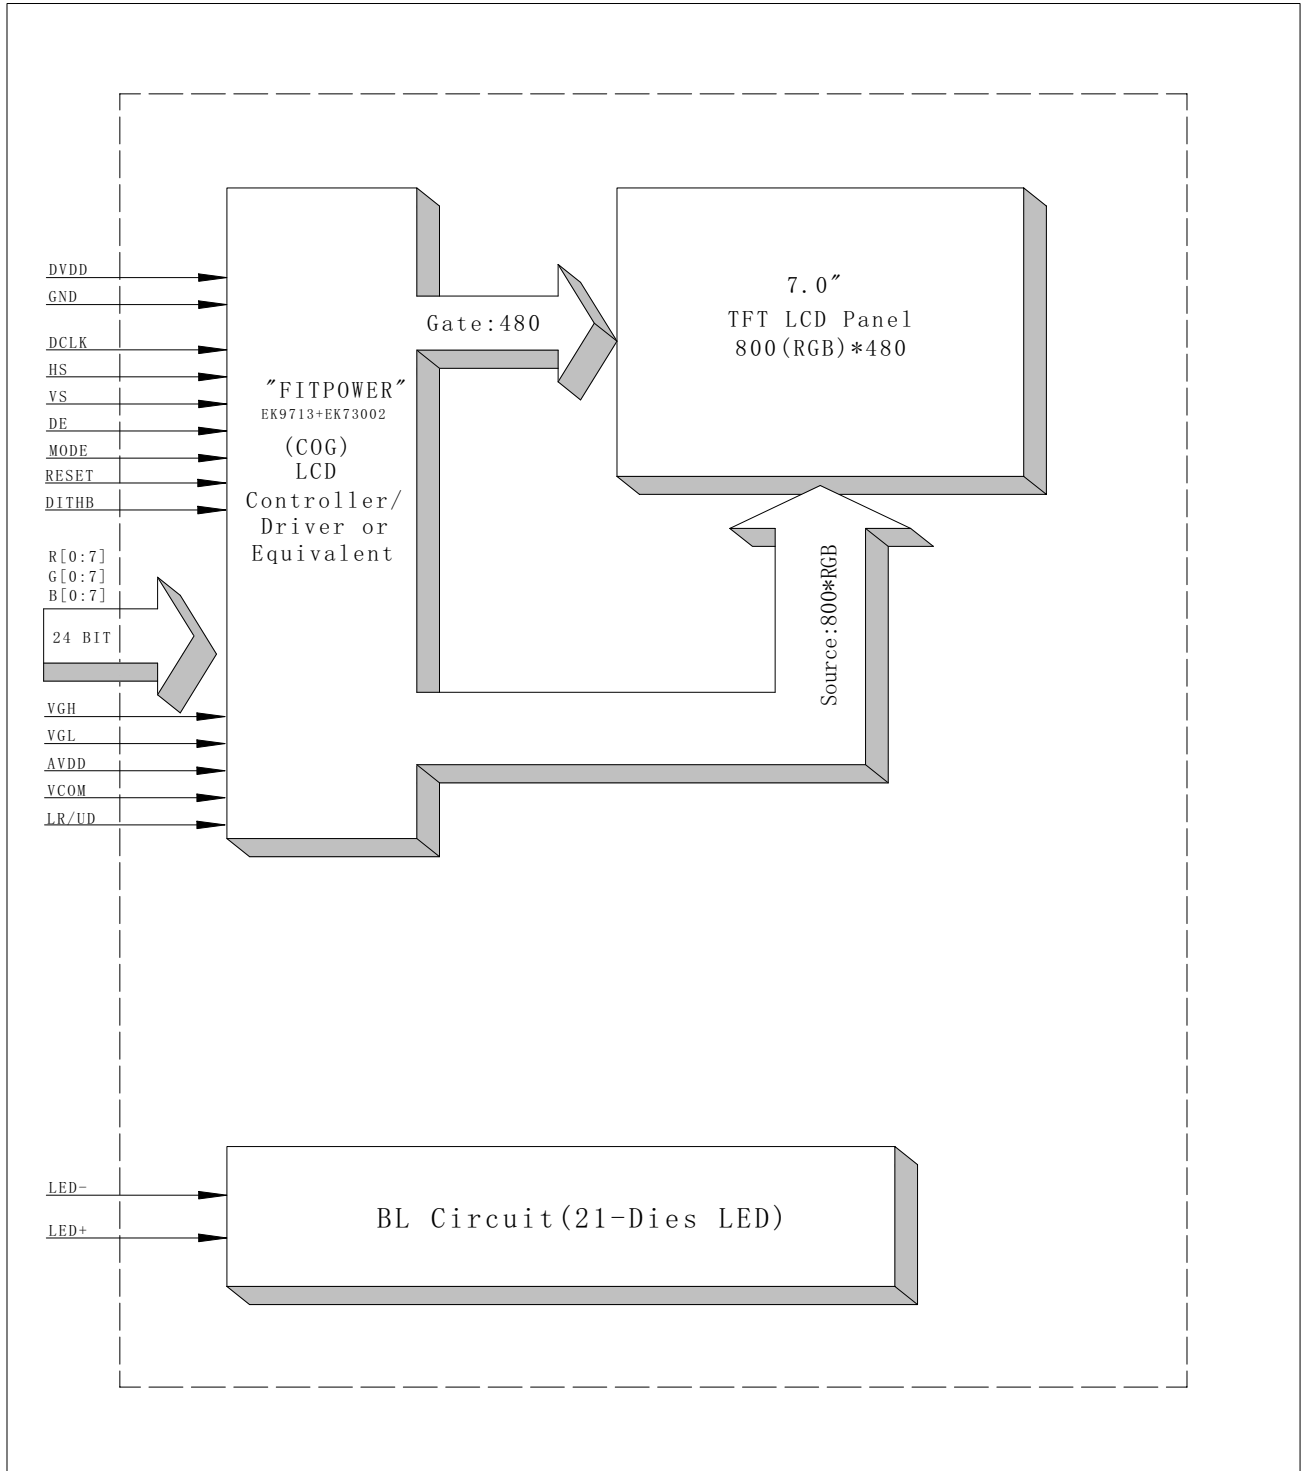 DVDD
GND
DCLK
HS
VS
DE
MODE
RESET
DITHB
R[0:7]
G[0:7]
B[0:7]
24 BIT
VGH
VGL
AVDD
VCOM
LR/UD
"FITPOWER"
EK9713+EK73002
(COG)
LCD
Controller/
Driver or
Equivalent
Gate:480
7.0"
TFT LCD Panel
800(RGB)*480
Source:800*RGB
LED-
LED+
BL Circuit(21-Dies LED)